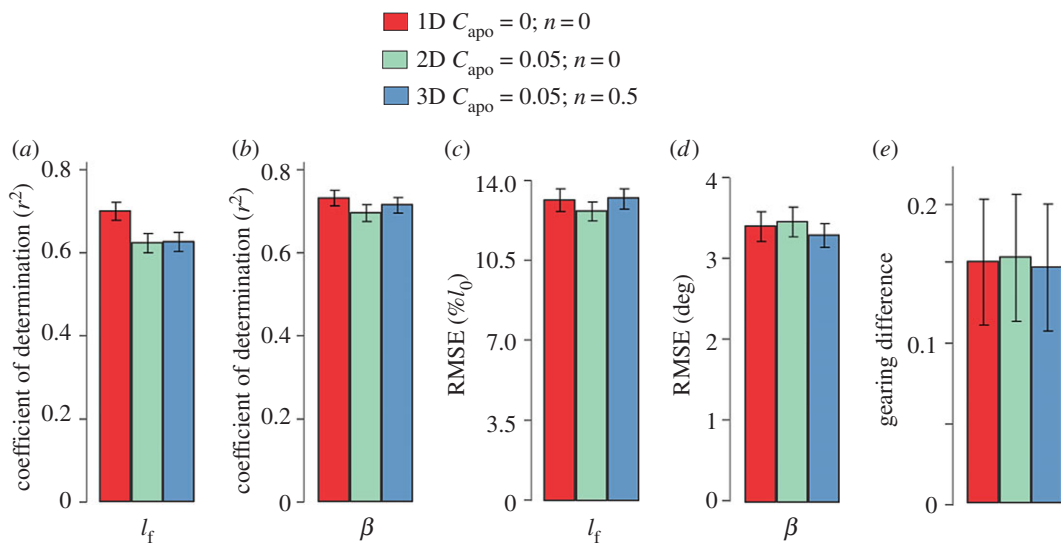 1D C_apo = 0; n = 0
2D C_apo = 0.05; n = 0
3D C_apo = 0.05; n = 0.5
(a)
coefficient of determination (r²)
0.8
0.6
0.4
0.2
0
l_f
(b)
coefficient of determination (r²)
0.8
0.6
0.4
0.2
0
β
(c)
RMSE (%l₀)
14.0
10.5
7.0
3.5
0
l_f
(d)
RMSE (deg)
4
3
2
1
0
β
(e)
gearing difference
0.2
0.1
0